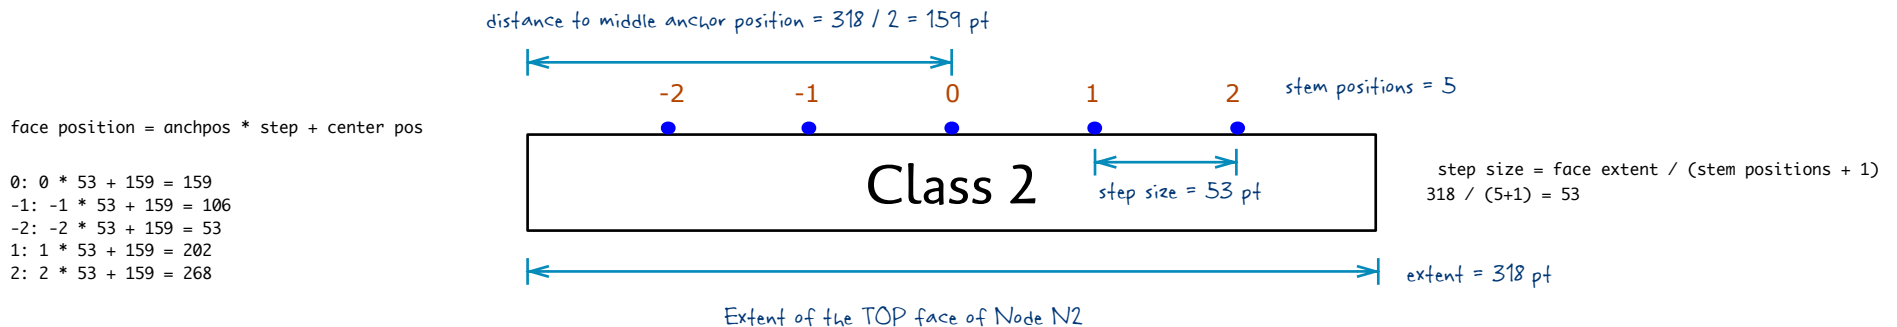 distance to middle anchor position = 318 / 2 = 159 pt
-2 -1 0 1 2
stem positions = 5
face position = anchpos * step + center pos
0: 0 * 53 + 159 = 159
-1: -1 * 53 + 159 = 106
-2: -2 * 53 + 159 = 53
1: 1 * 53 + 159 = 202
2: 2 * 53 + 159 = 268
Class 2
step size = 53 pt
step size = face extent / (stem positions + 1)
318 / (5+1) = 53
extent = 318 pt
Extent of the TOP face of Node N2